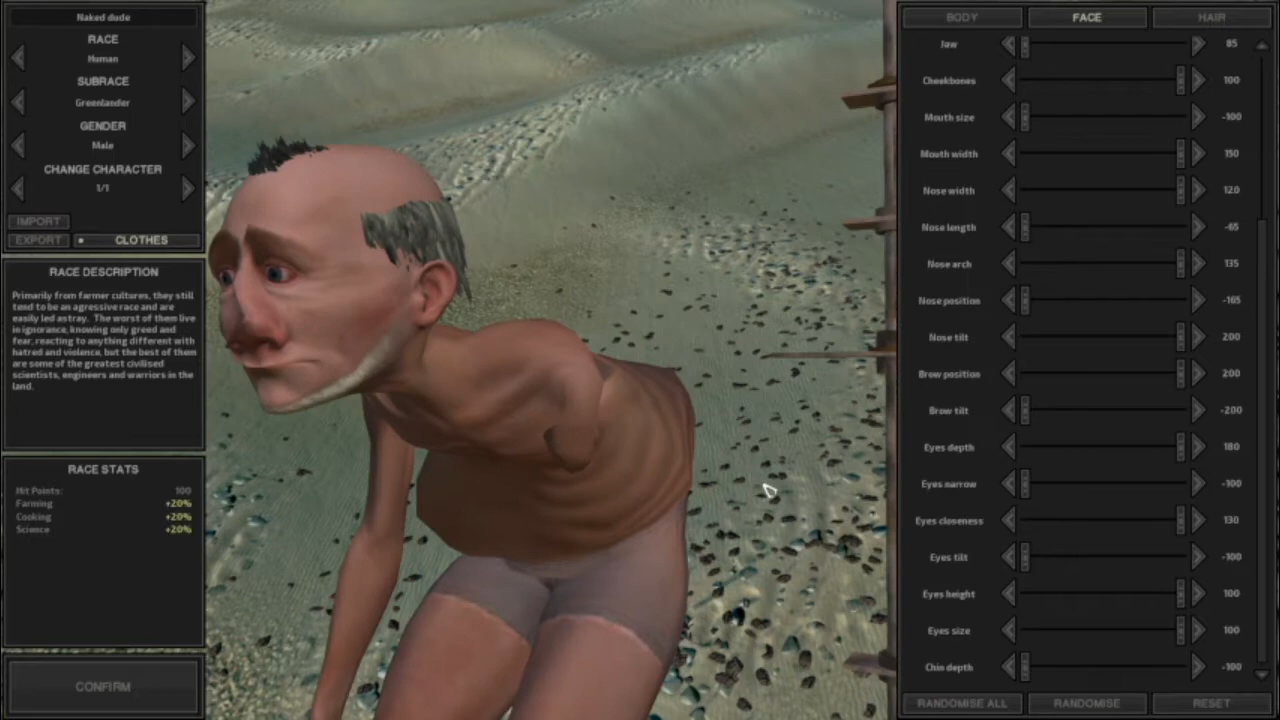 Naked dude
RACE
Human
SUBRACE
Greenlander
GENDER
Male
CHANGE CHARACTER
1/1
IMPORT
EXPORT
CLOTHES
RACE DESCRIPTION
Primarily from farmer cultures, they still
tend to be an agressive race and are
easily led astray. The worst of them live
in ignorance, knowing only greed and
fear, reacting to anything different with
hatred and violence, but the best of them
are some of the greatest civilised
scientists, engineers and warriors in the
land.
RACE STATS
Hit Points: 100
Farming +20%
Cooking +20%
Science +20%
CONFIRM
BODY FACE HAIR
Jaw 85
Cheekbones 100
Mouth size -100
Mouth width 150
Nose width 120
Nose length -65
Nose arch 135
Nose position -165
Nose tilt 200
Brow position 200
Brow tilt -200
Eyes depth 180
Eyes narrow -100
Eyes closeness 130
Eyes tilt -100
Eyes height 100
Eyes size 100
Chin depth -100
RANDOMISE ALL RANDOMISE RESET